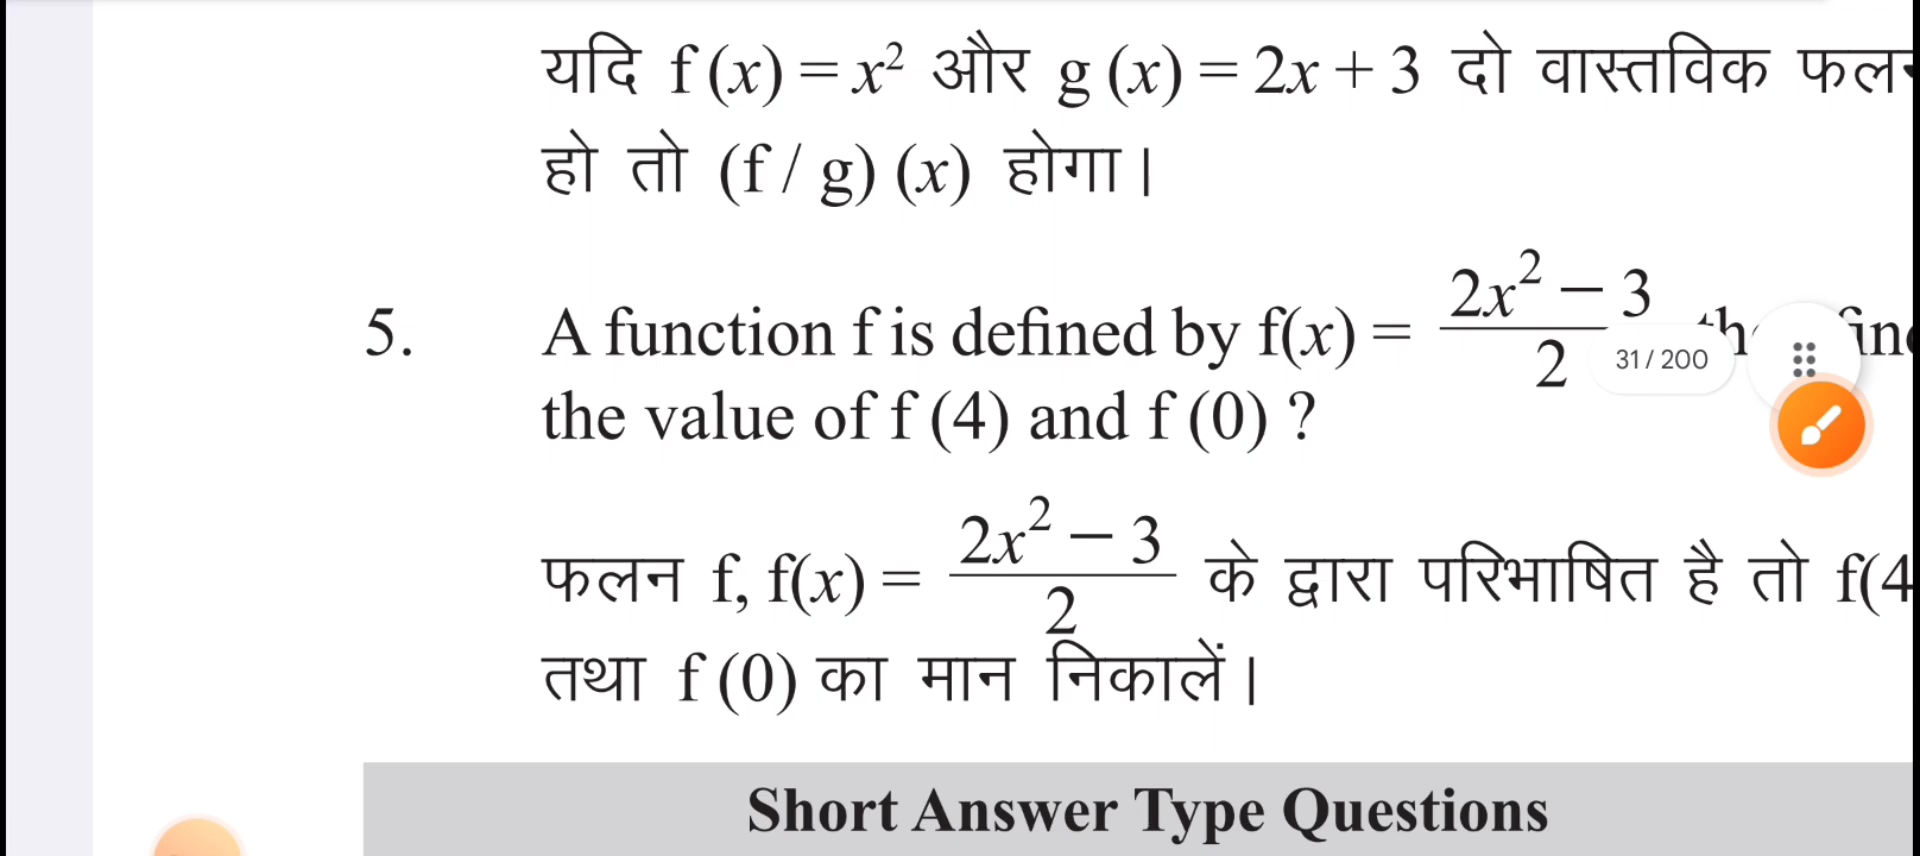 यदि f (x) = x² और g (x) = 2x + 3 दो वास्तविक
हो तो (f / g) (x) होगा।
5. A function f is defined by f(x) = (2x² – 3)/2
31 / 200
the value of f (4) and f (0) ?
फलन f, f(x) = (2x² – 3)/2 के द्वारा परिभाषित है तो f(4
तथा f (0) का मान निकालें।
Short Answer Type Questions